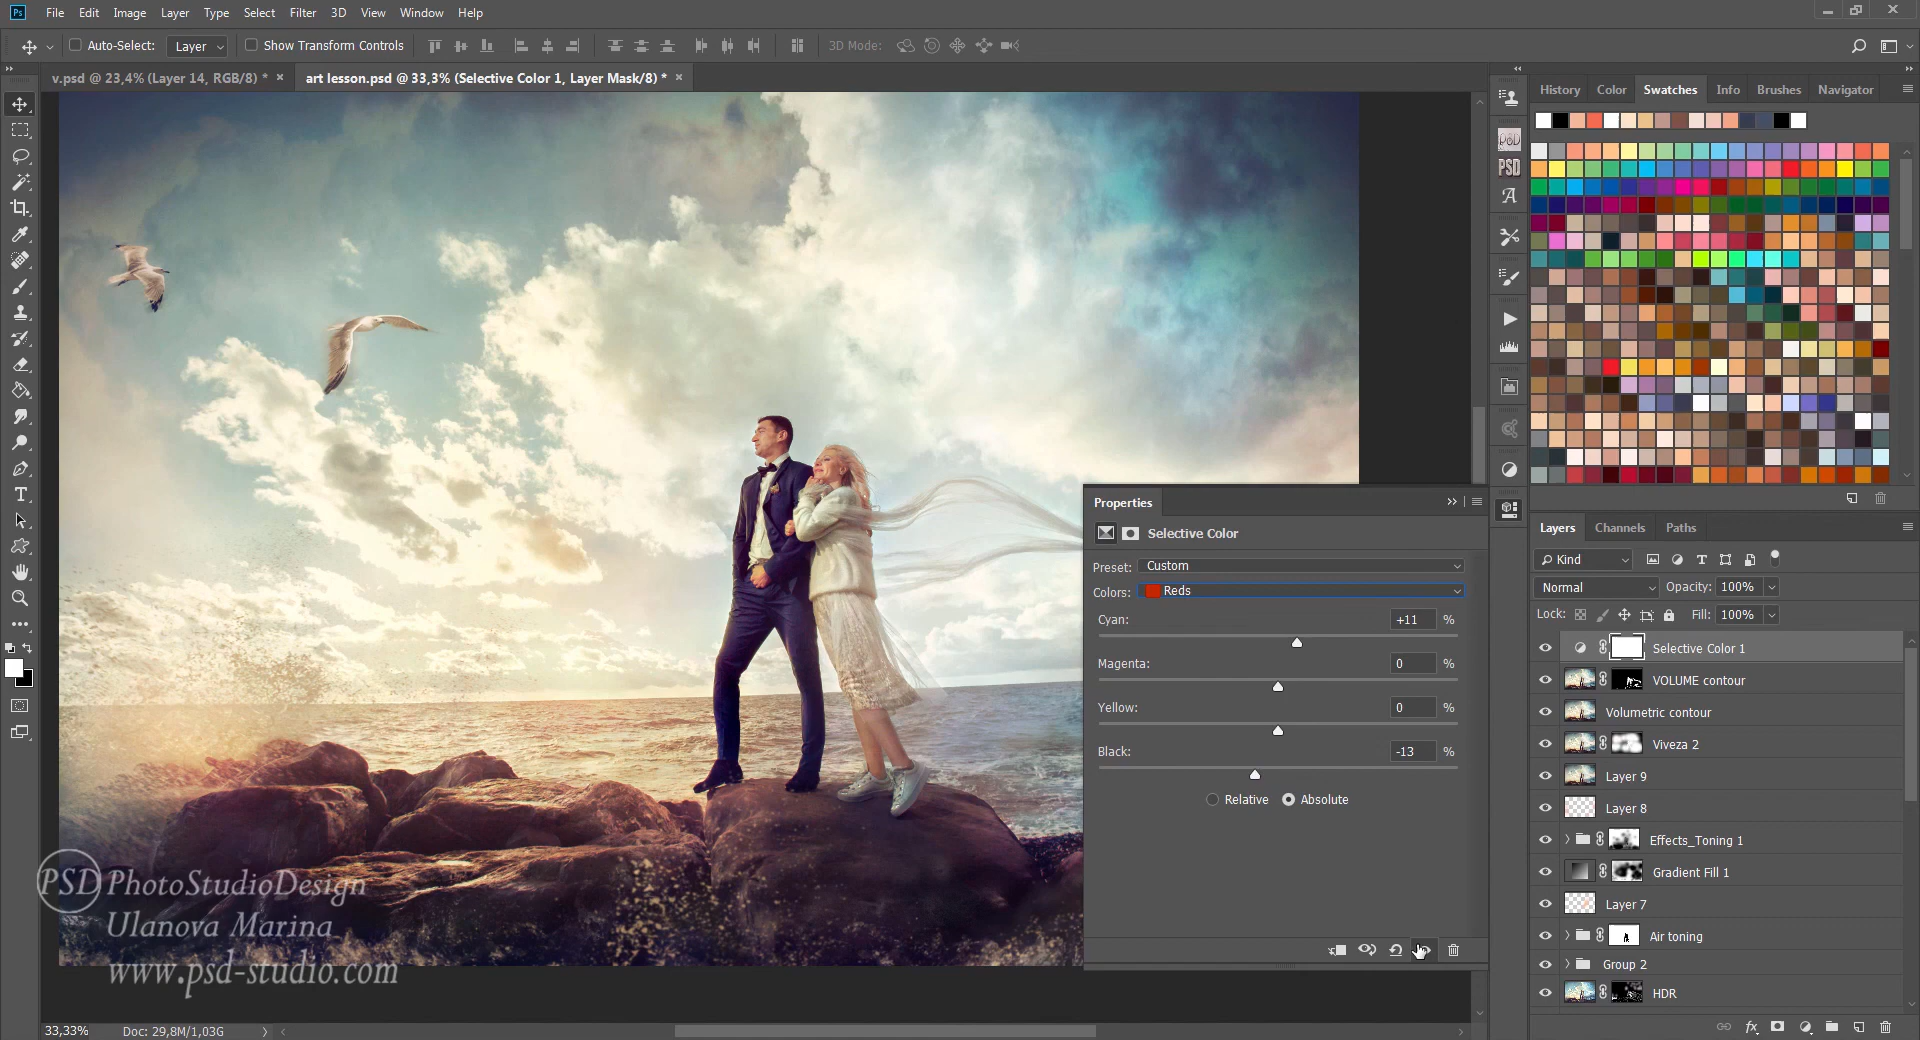 Ps File Edit Image Layer Type Select Filter 3D View Window Help
Auto-Select: Layer Show Transform Controls 3D Mode:
v.psd @ 23,4% (Layer 14, RGB/8) * × art lesson.psd @ 33,3% (Selective Color 1, Layer Mask/8) * ×
History Color Swatches Info Brushes Navigator
PSD
A
T
Properties
Selective Color
Preset: Custom
Colors: Reds
Cyan: +11 %
Magenta: 0 %
Yellow: 0 %
Black: -13 %
Relative Absolute
Layers Channels Paths
Kind T
Normal Opacity: 100%
Lock: Fill: 100%
Selective Color 1
VOLUME contour
Volumetric contour
Viveza 2
Layer 9
Layer 8
Effects_Toning 1
Gradient Fill 1
Layer 7
Air toning
Group 2
HDR
fx
PSD PhotoStudioDesign
Ulanova Marina
www.psd-studio.com
33,33% Doc: 29,8M/1,03G